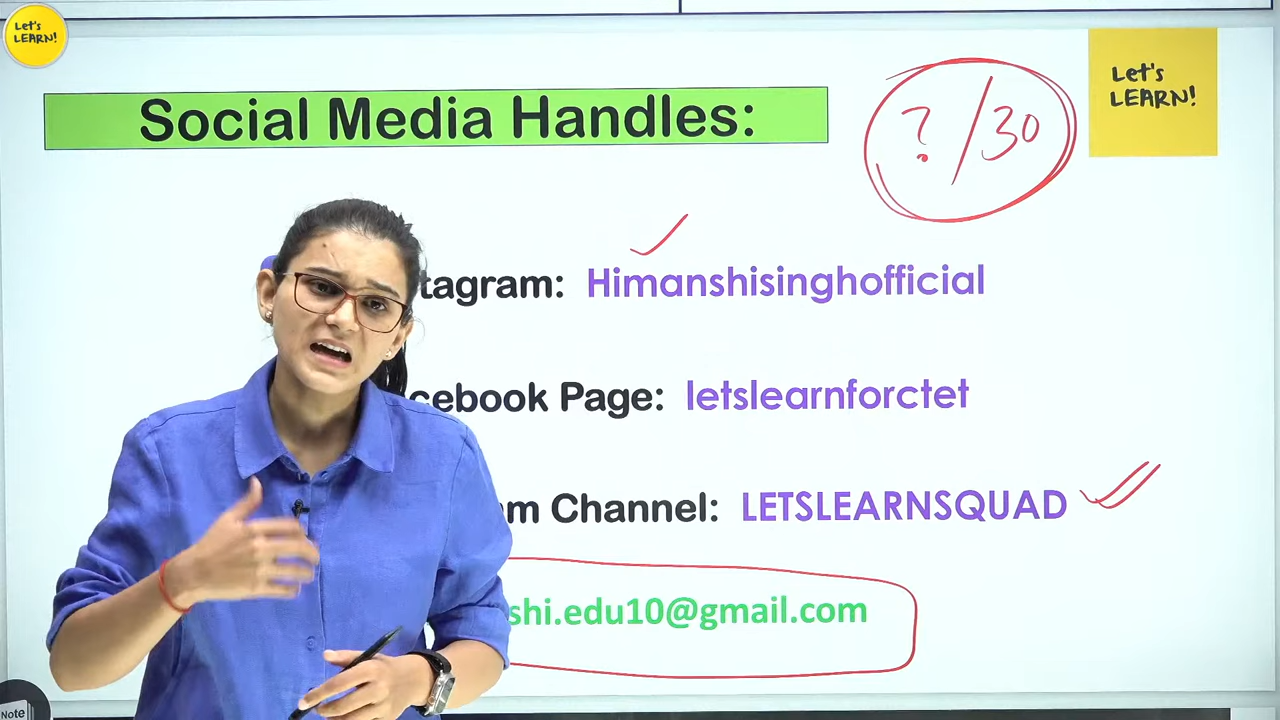 Let's
LEARN!
Social Media Handles:
? / 30
Let's
LEARN!
tagram: Himanshisinghofficial
cebook Page: letslearnforctet
am Channel: LETSLEARNSQUAD
shi.edu10@gmail.com
Note